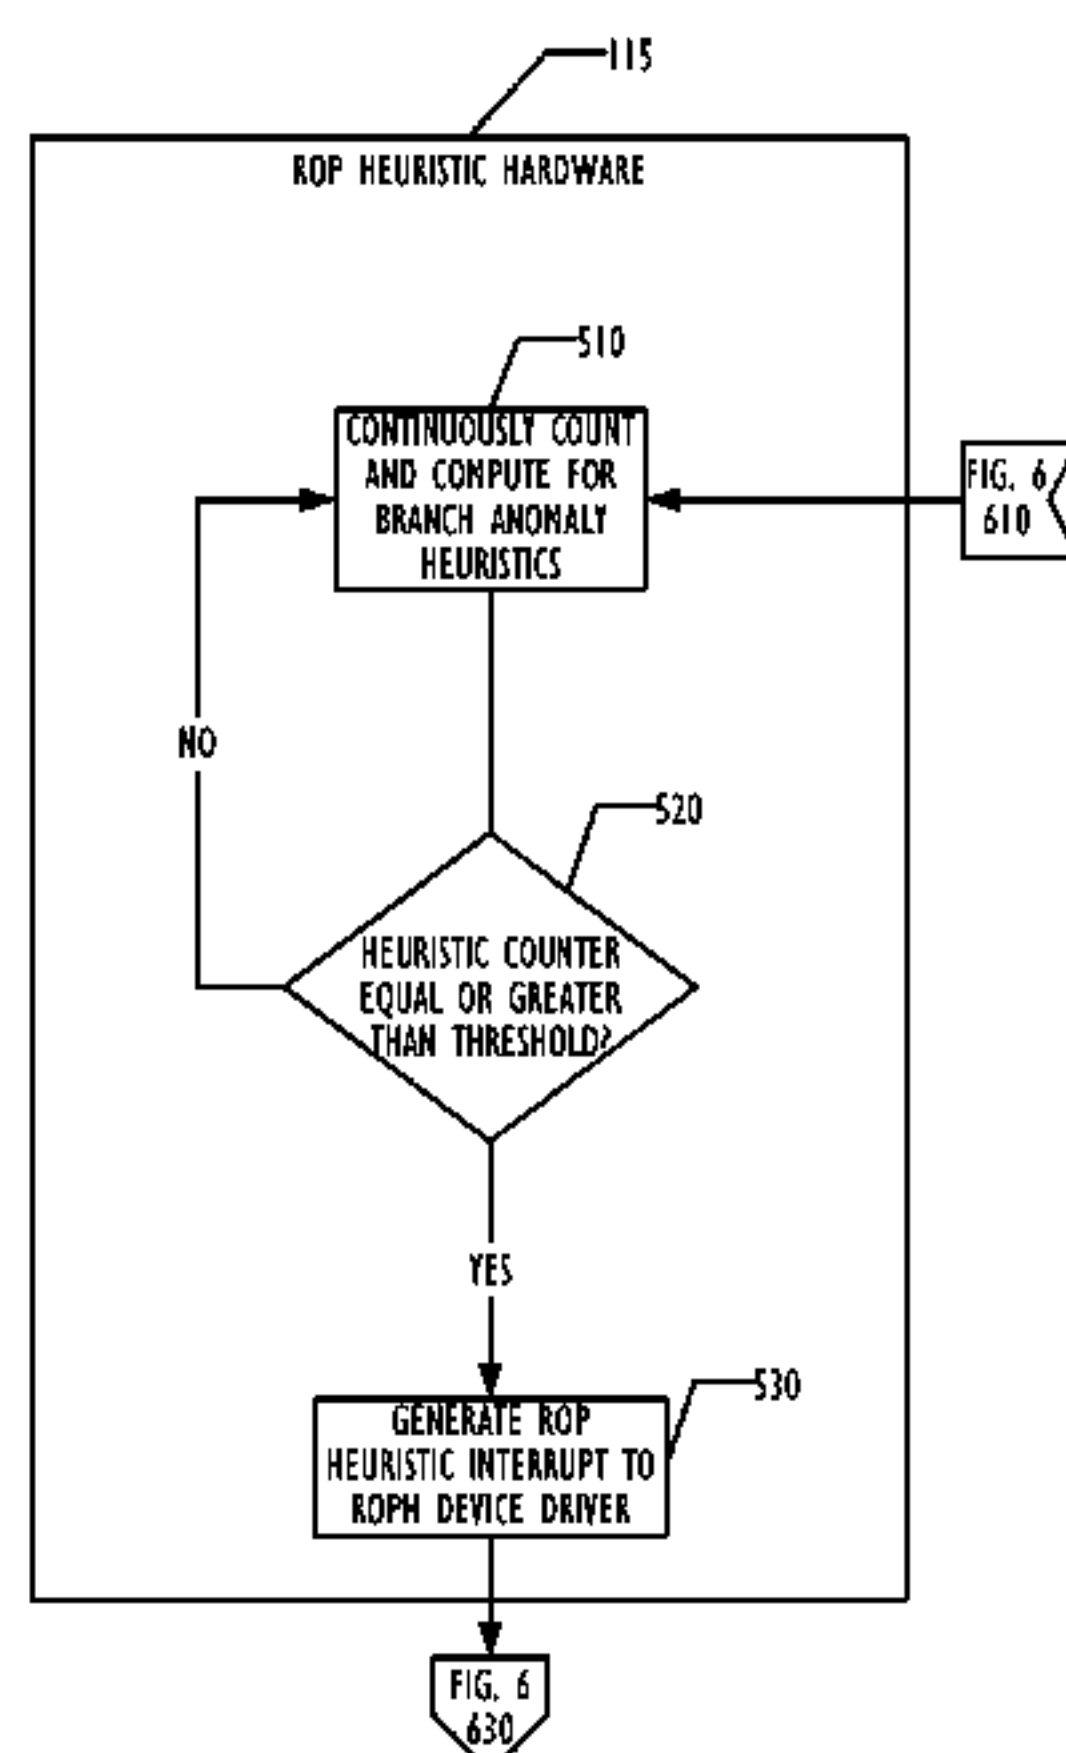 115
ROP HEURISTIC HARDWARE
510
CONTINUOUSLY COUNT
AND COMPUTE FOR
BRANCH ANOMALY
HEURISTICS
FIG. 6
610
NO
520
HEURISTIC COUNTER
EQUAL OR GREATER
THAN THRESHOLD?
YES
530
GENERATE ROP
HEURISTIC INTERRUPT TO
ROPH DEVICE DRIVER
FIG. 6
630